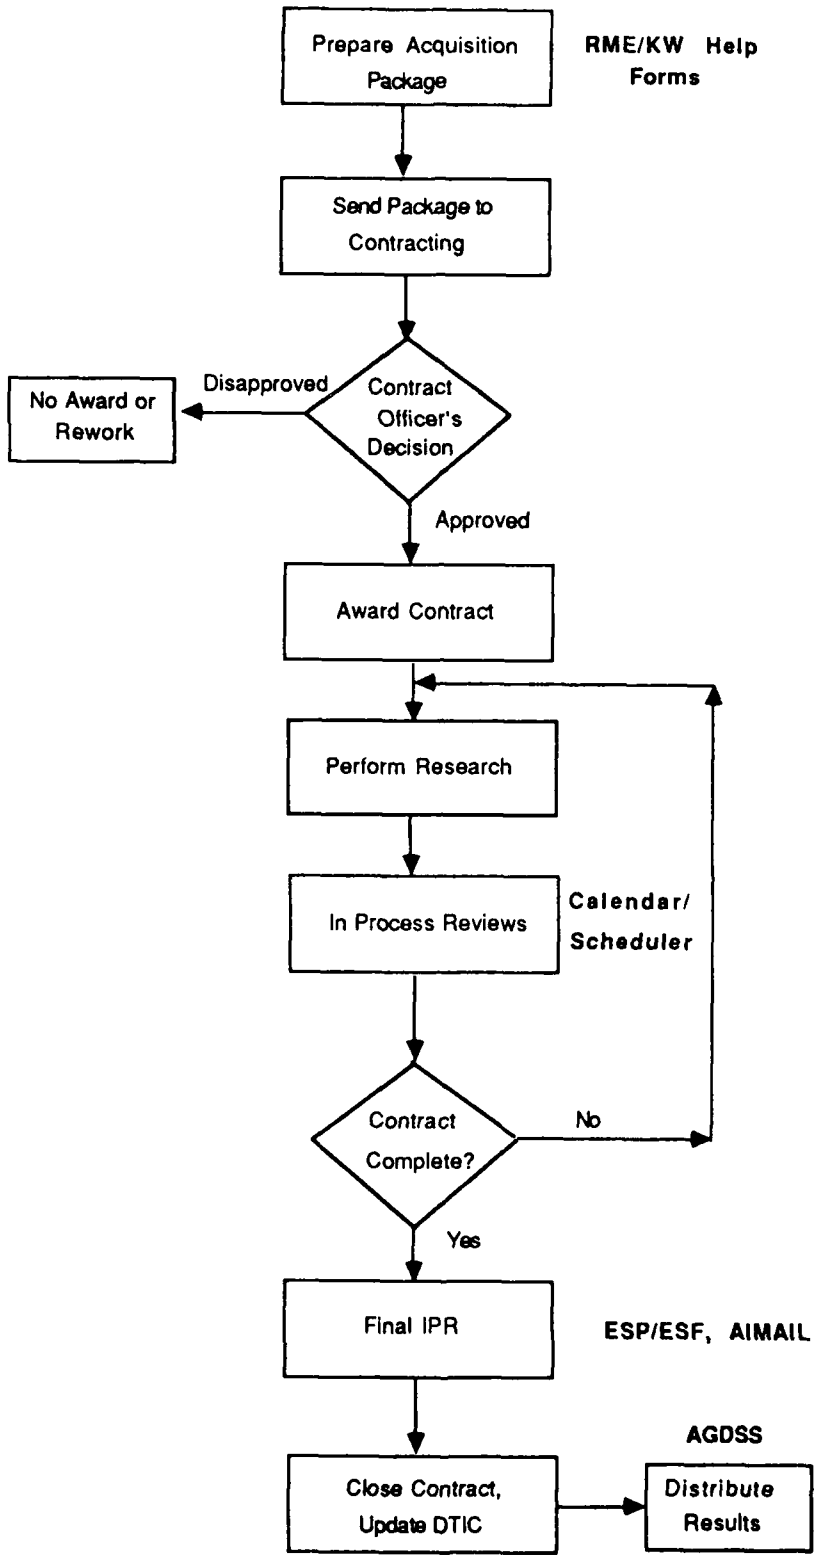 Prepare Acquisition
Package
RME/KW Help
Forms
Send Package to
Contracting
Disapproved
No Award or
Rework
Contract
Officer's
Decision
Approved
Award Contract
Perform Research
In Process Reviews
Calendar/
Scheduler
Contract
Complete?
No
Yes
Final IPR
ESP/ESF, AIMAIL
AGDSS
Close Contract,
Update DTIC
Distribute
Results